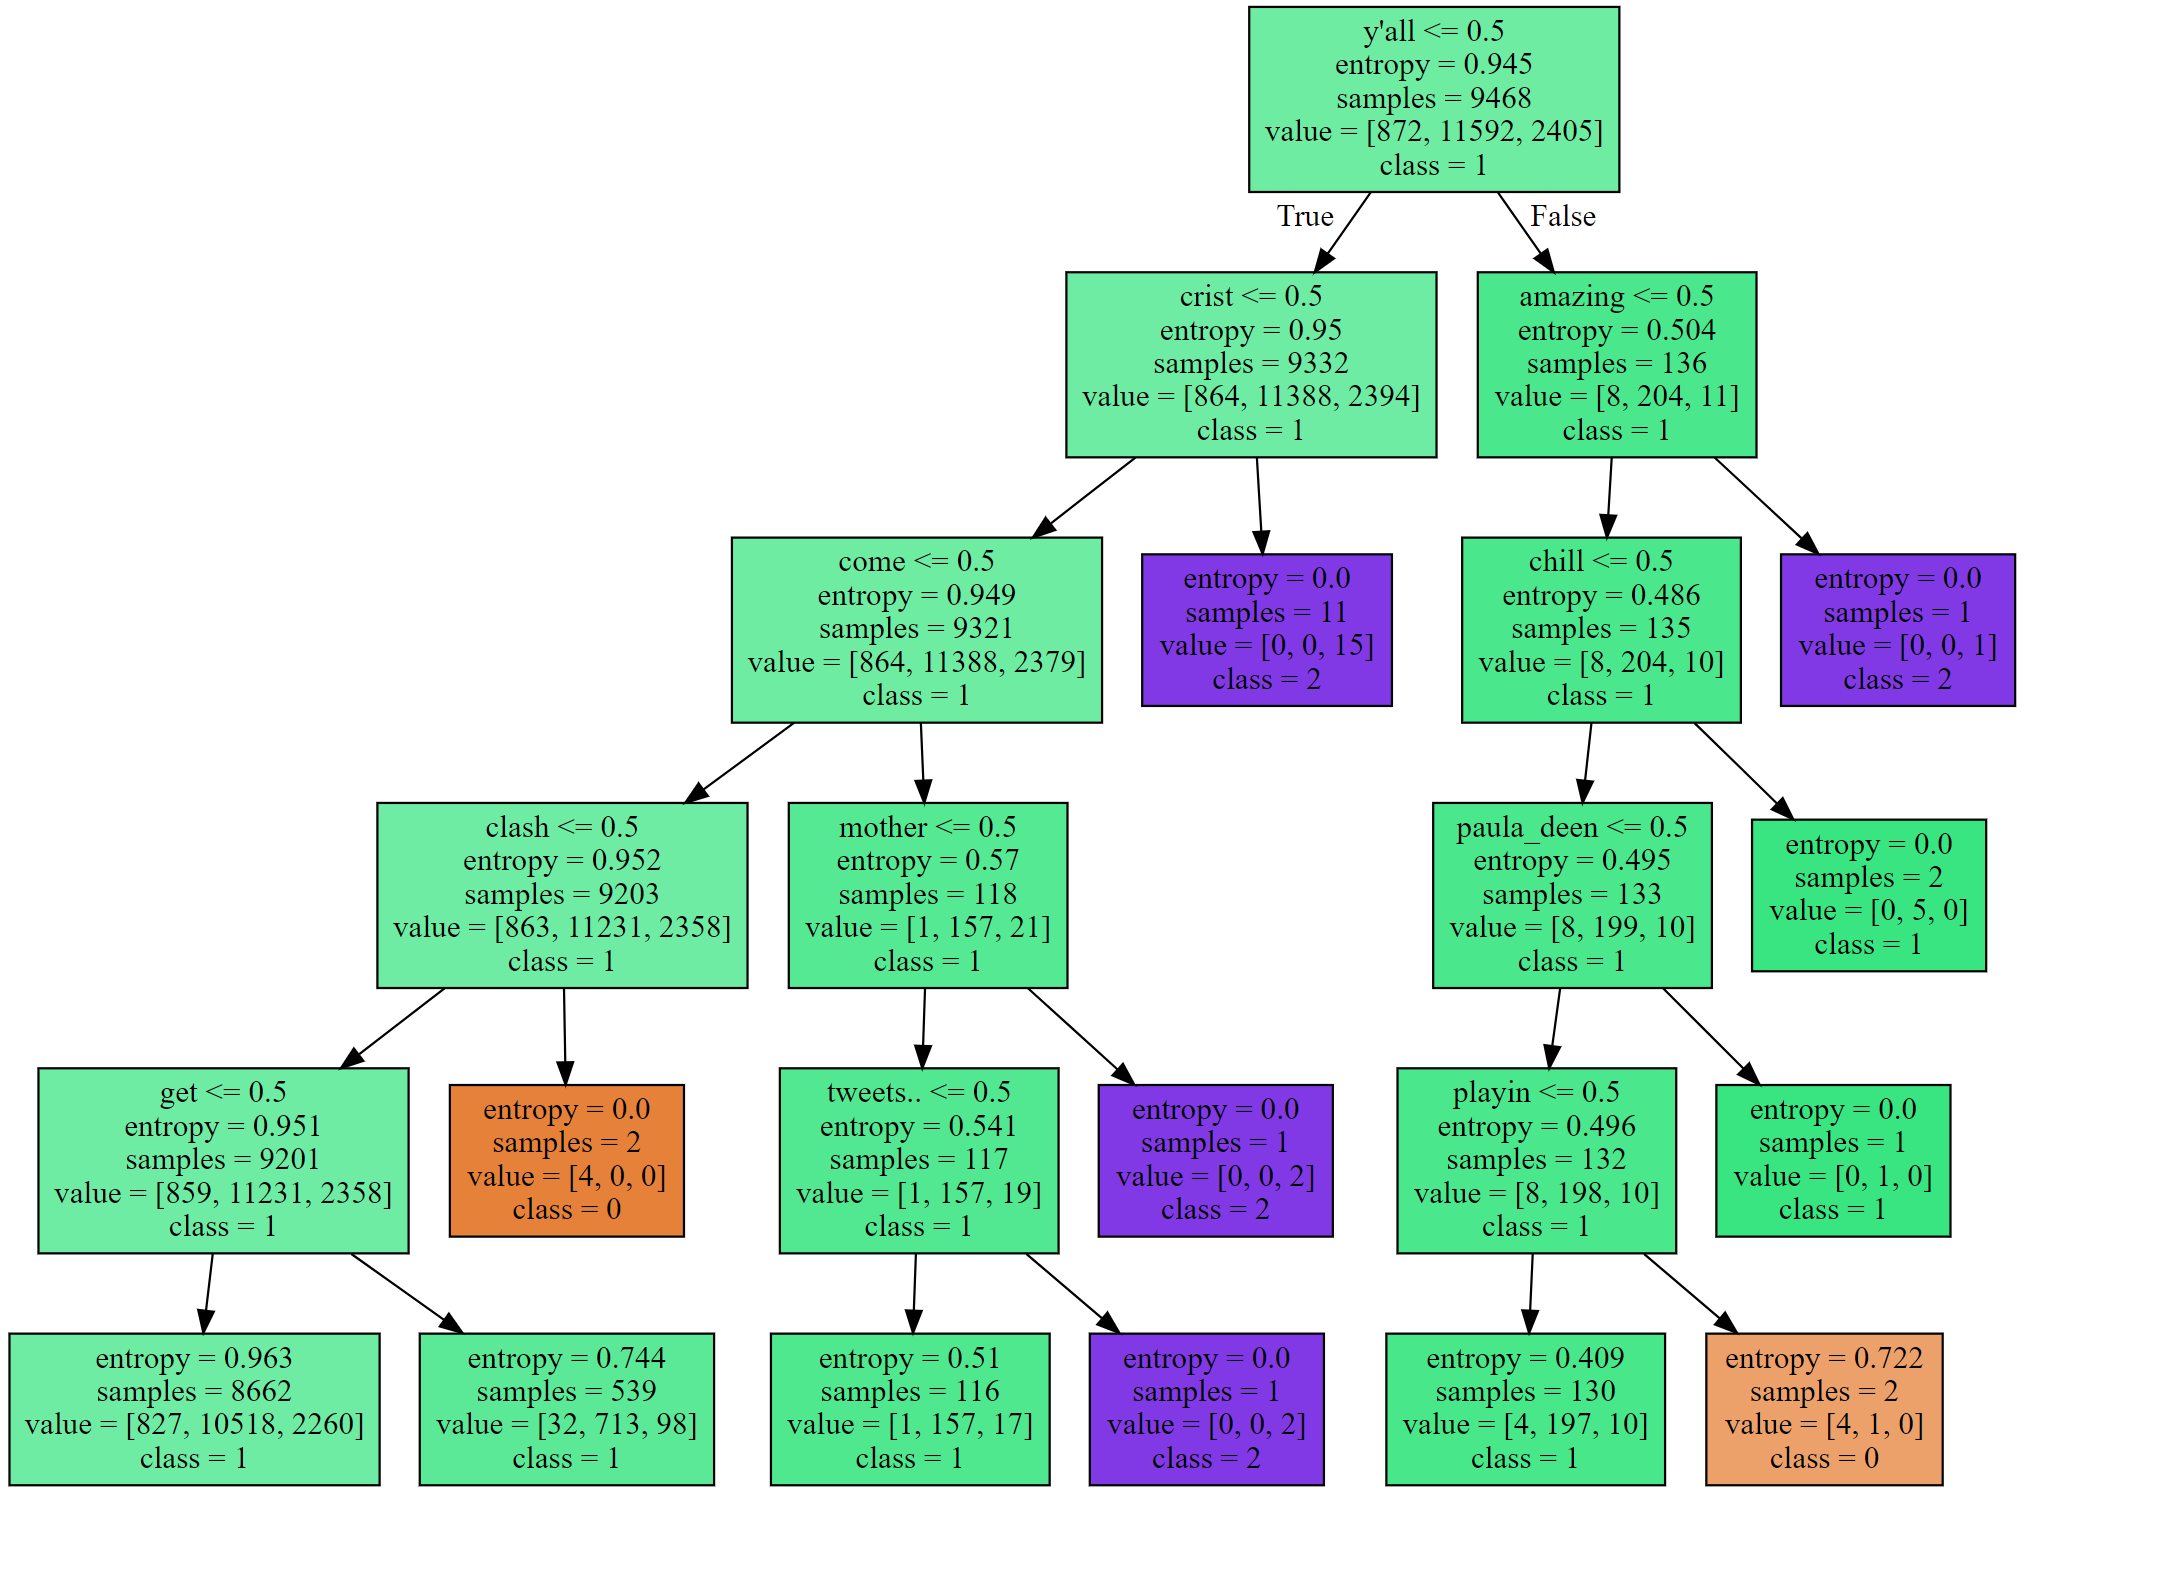 y'all <= 0.5
entropy = 0.945
samples = 9468
value = [872, 11592, 2405]
class = 1
True
False
crist <= 0.5
entropy = 0.95
samples = 9332
value = [864, 11388, 2394]
class = 1
amazing <= 0.5
entropy = 0.504
samples = 136
value = [8, 204, 11]
class = 1
come <= 0.5
entropy = 0.949
samples = 9321
value = [864, 11388, 2379]
class = 1
entropy = 0.0
samples = 11
value = [0, 0, 15]
class = 2
chill <= 0.5
entropy = 0.486
samples = 135
value = [8, 204, 10]
class = 1
entropy = 0.0
samples = 1
value = [0, 0, 1]
class = 2
clash <= 0.5
entropy = 0.952
samples = 9203
value = [863, 11231, 2358]
class = 1
mother <= 0.5
entropy = 0.57
samples = 118
value = [1, 157, 21]
class = 1
paula_deen <= 0.5
entropy = 0.495
samples = 133
value = [8, 199, 10]
class = 1
entropy = 0.0
samples = 2
value = [0, 5, 0]
class = 1
get <= 0.5
entropy = 0.951
samples = 9201
value = [859, 11231, 2358]
class = 1
entropy = 0.0
samples = 2
value = [4, 0, 0]
class = 0
tweets.. <= 0.5
entropy = 0.541
samples = 117
value = [1, 157, 19]
class = 1
entropy = 0.0
samples = 1
value = [0, 0, 2]
class = 2
playin <= 0.5
entropy = 0.496
samples = 132
value = [8, 198, 10]
class = 1
entropy = 0.0
samples = 1
value = [0, 1, 0]
class = 1
entropy = 0.963
samples = 8662
value = [827, 10518, 2260]
class = 1
entropy = 0.744
samples = 539
value = [32, 713, 98]
class = 1
entropy = 0.51
samples = 116
value = [1, 157, 17]
class = 1
entropy = 0.0
samples = 1
value = [0, 0, 2]
class = 2
entropy = 0.409
samples = 130
value = [4, 197, 10]
class = 1
entropy = 0.722
samples = 2
value = [4, 1, 0]
class = 0